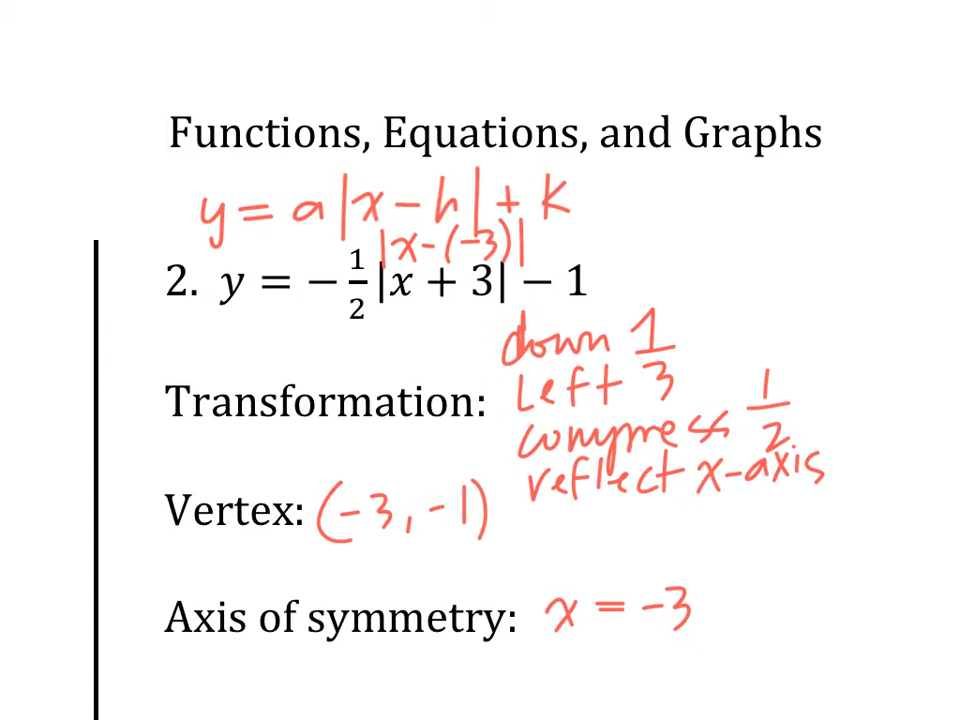 Functions, Equations, and Graphs
y = a|x - h| + k
|x-(-3)|
2. y = −1/2|x + 3| − 1
down 1
Left 3
Transformation:
compress 1/2
reflect x-axis
Vertex: (-3, -1)
Axis of symmetry: x = -3